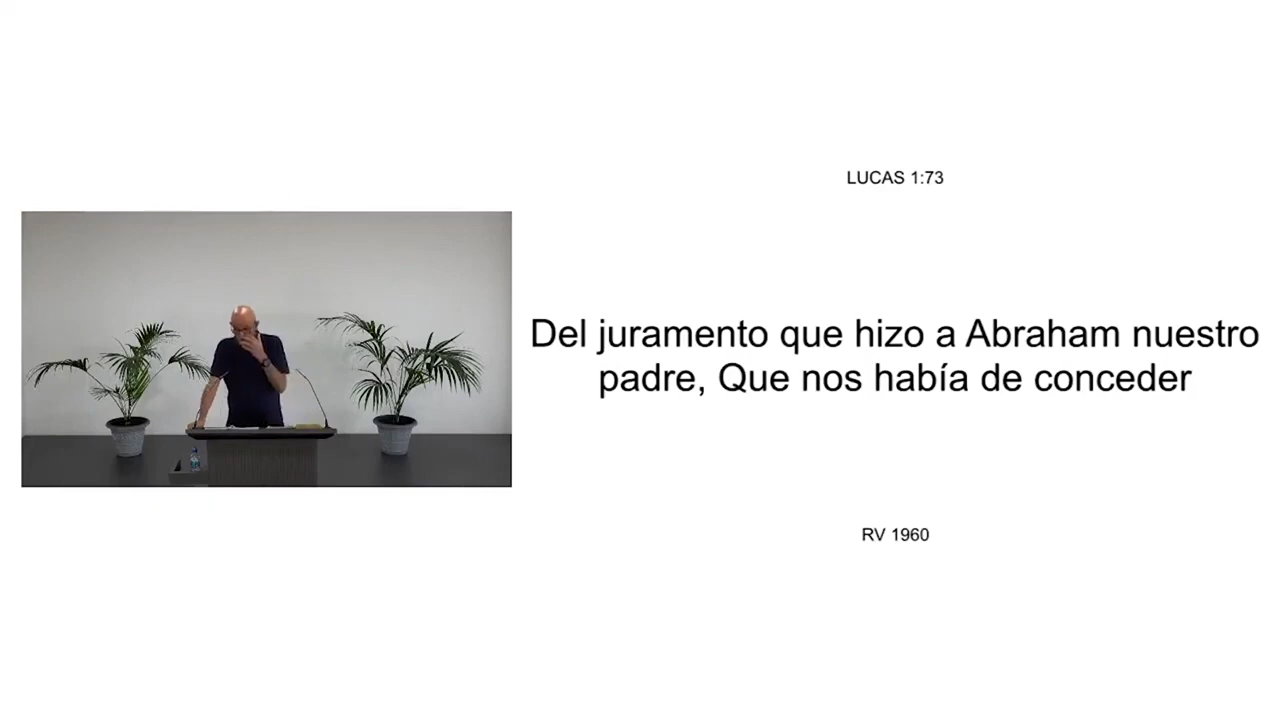 LUCAS 1:73
Del juramento que hizo a Abraham nuestro
padre, Que nos había de conceder
RV 1960